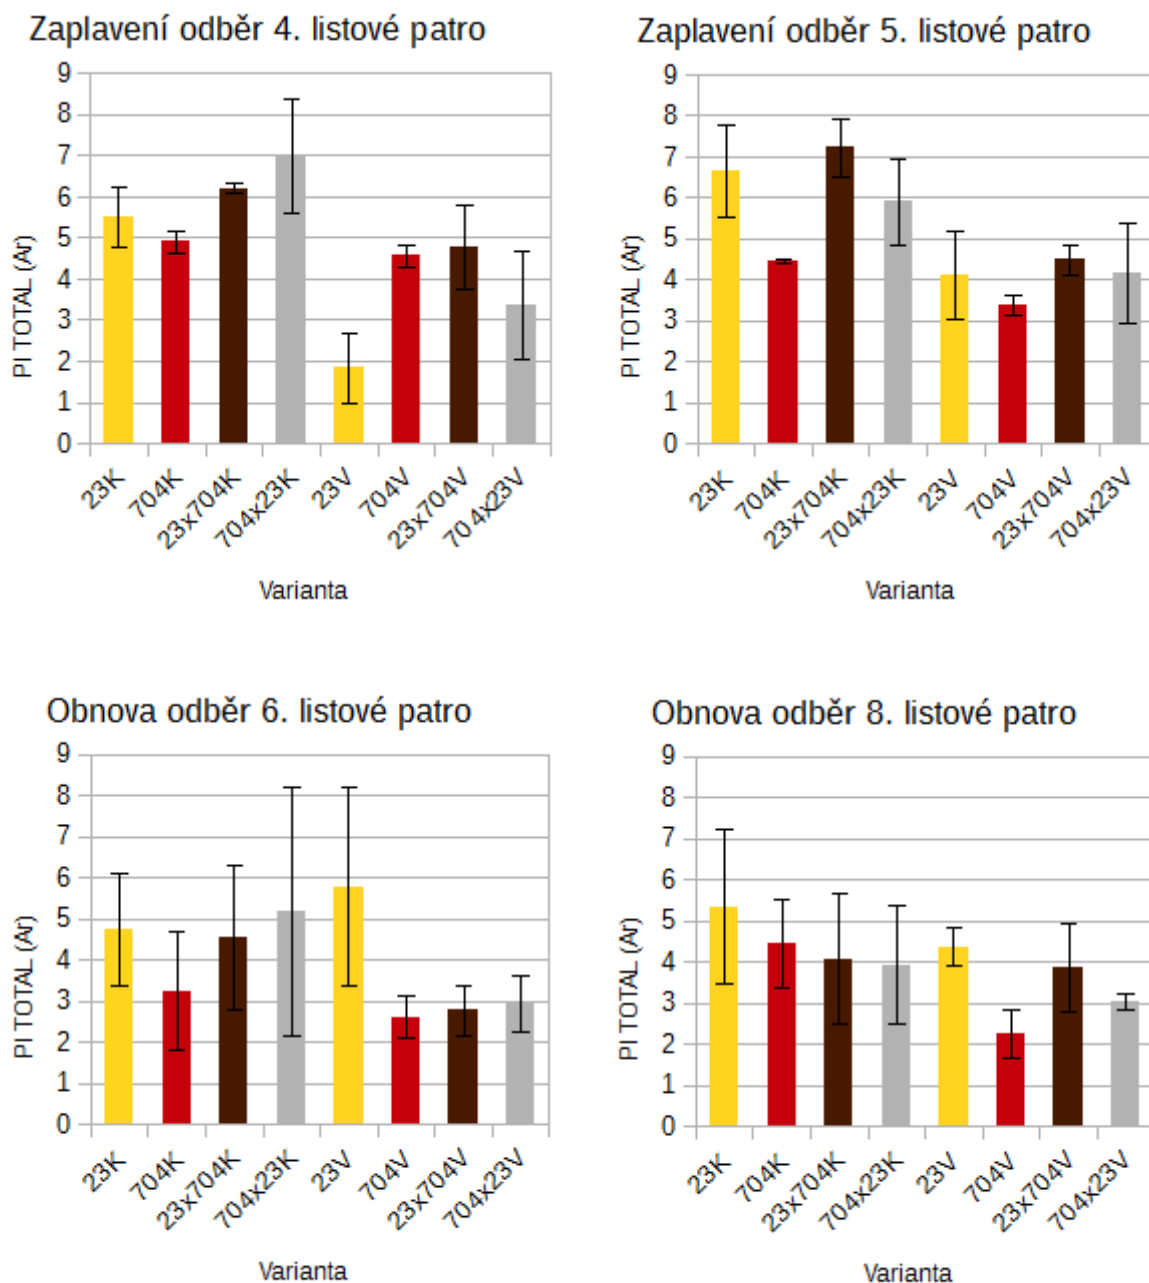 Zaplavení odběr 4. listové patro
9
8
7
6
5
4
3
2
1
0
PI TOTAL (Ar)
23K
704K
23x704K
704x23K
23V
704V
23x704V
704x23V
Varianta
Zaplavení odběr 5. listové patro
9
8
7
6
5
4
3
2
1
0
PI TOTAL (Ar)
23K
704K
23x704K
704x23K
23V
704V
23x704V
704x23V
Varianta
Obnova odběr 6. listové patro
9
8
7
6
5
4
3
2
1
0
PI TOTAL (Ar)
23K
704K
23x704K
704x23K
23V
704V
23x704V
704x23V
Varianta
Obnova odběr 8. listové patro
9
8
7
6
5
4
3
2
1
0
PI TOTAL (Ar)
23K
704K
23x704K
704x23K
23V
704V
23x704V
704x23V
Varianta